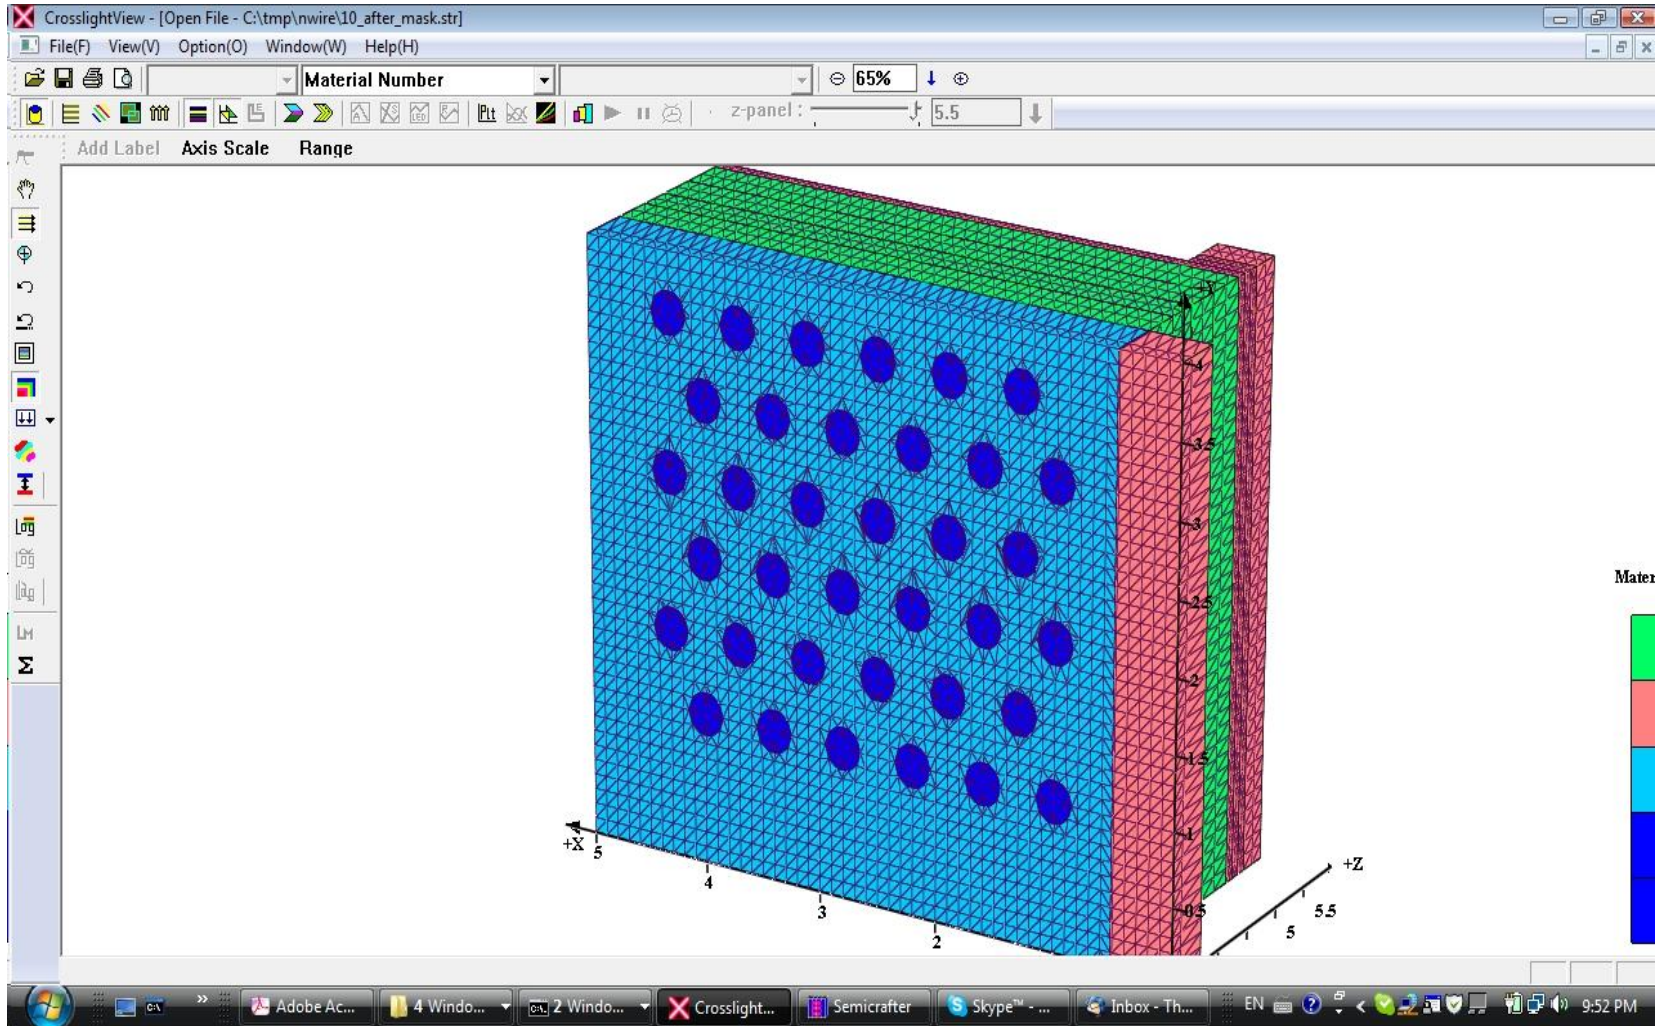 CrosslightView - [Open File - C:\tmp\nwire\10_after_mask.str]
File(F) View(V) Option(O) Window(W) Help(H)
Material Number
65%
Plt z-panel : 5.5
Add Label Axis Scale Range
+Y
4
3.5
3
2.5
2
1.5
1
0.5
+X
5
4
3
2
+Z
5.5
5
Mater
Log
LM
Σ
Adobe Ac...
4 Windo...
2 Windo...
Crosslight...
Semicrafter
Skype™ - ...
Inbox - Th...
EN
9:52 PM